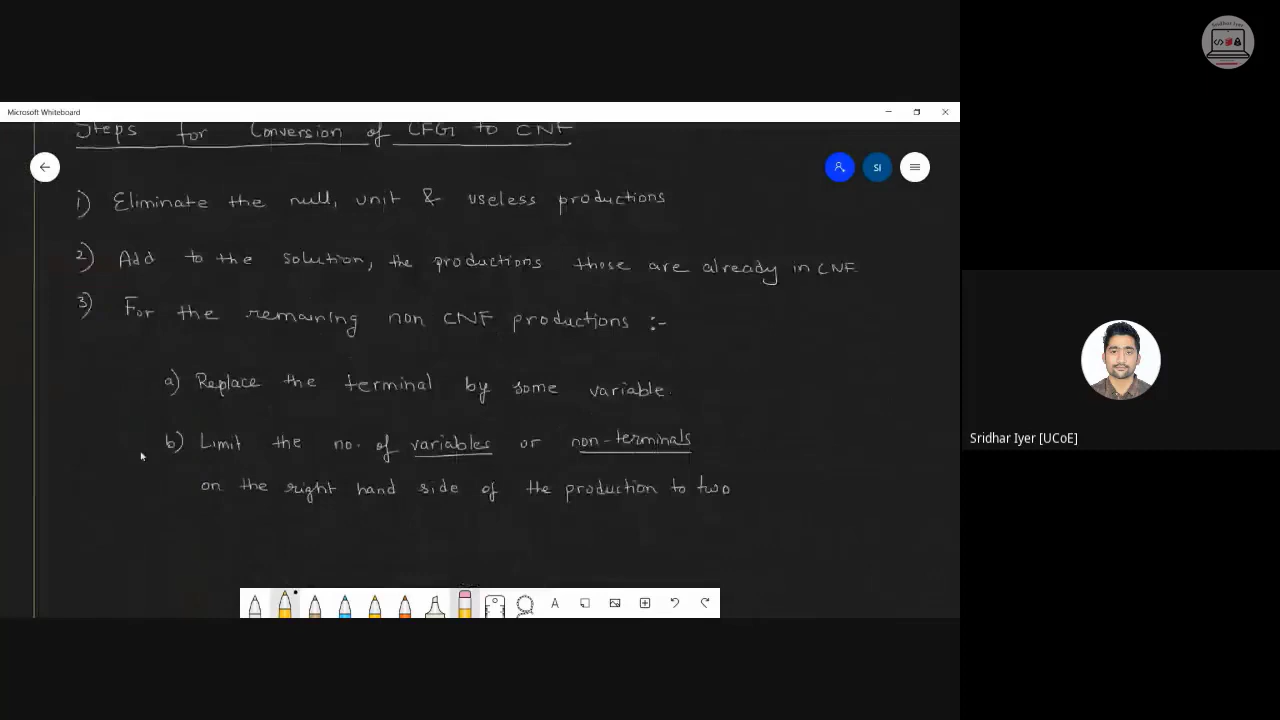 Sridhar Iyer
Microsoft Whiteboard
Steps for Conversion of CFG to CNF
SI
1) Eliminate the null, unit & useless productions
2) Add to the solution, the productions those are already in CNF
3) For the remaining non CNF productions :-
a) Replace the terminal by some variable.
b) Limit the no. of variables or non-terminals
on the right hand side of the production to two
Sridhar Iyer [UCoE]
A